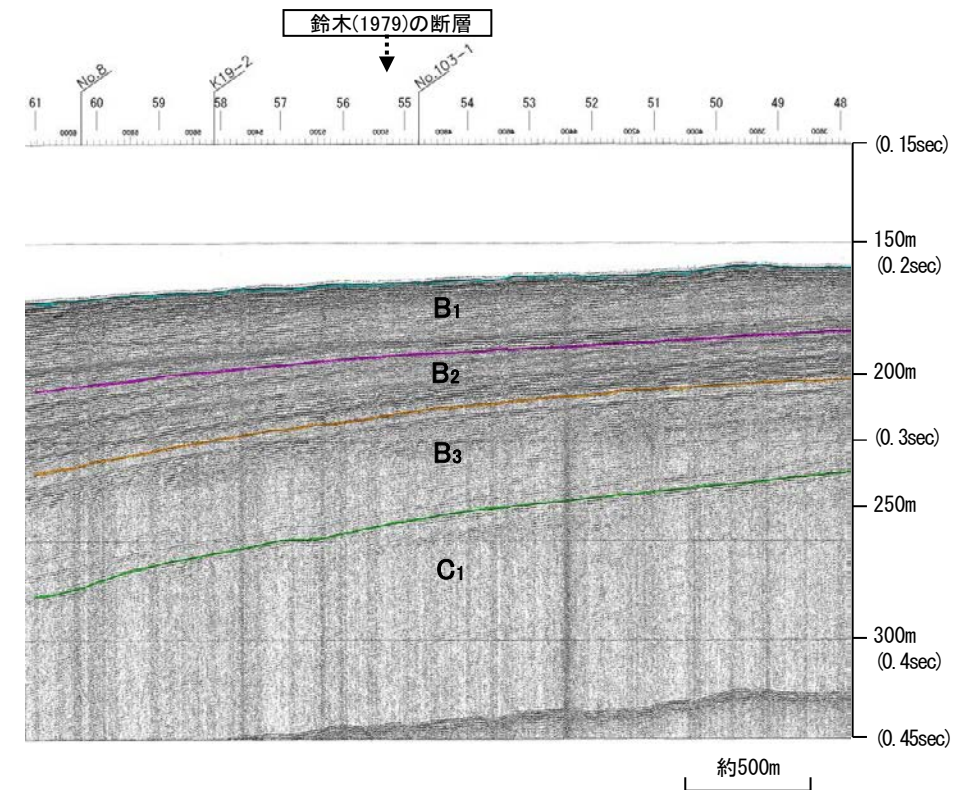 鈴木(1979)の断層
No.8
K19-2
No.103-1
61 60 59 58 57 56 55 54 53 52 51 50 49 48
(0.15sec)
150m
(0.2sec)
B1
B2
200m
(0.3sec)
B3
250m
C1
300m
(0.4sec)
(0.45sec)
約500m